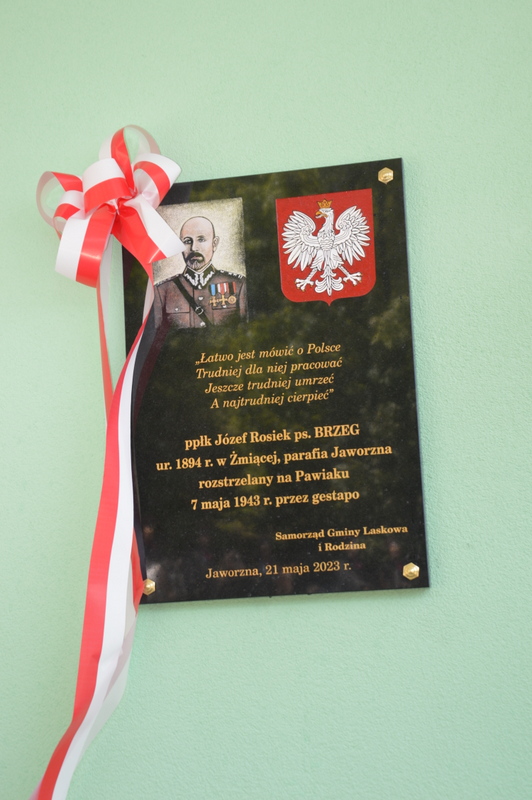 „Łatwo jest mówić o Polsce
Trudniej dla niej pracować
Jeszcze trudniej umrzeć
A najtrudniej cierpieć”
ppłk Józef Rosiek ps. BRZEG
ur. 1894 r. w Żmiącej, parafia Jaworzna
rozstrzelany na Pawiaku
7 maja 1943 r. przez gestapo
Samorząd Gminy Laskowa
i Rodzina
Jaworzna, 21 maja 2023 r.